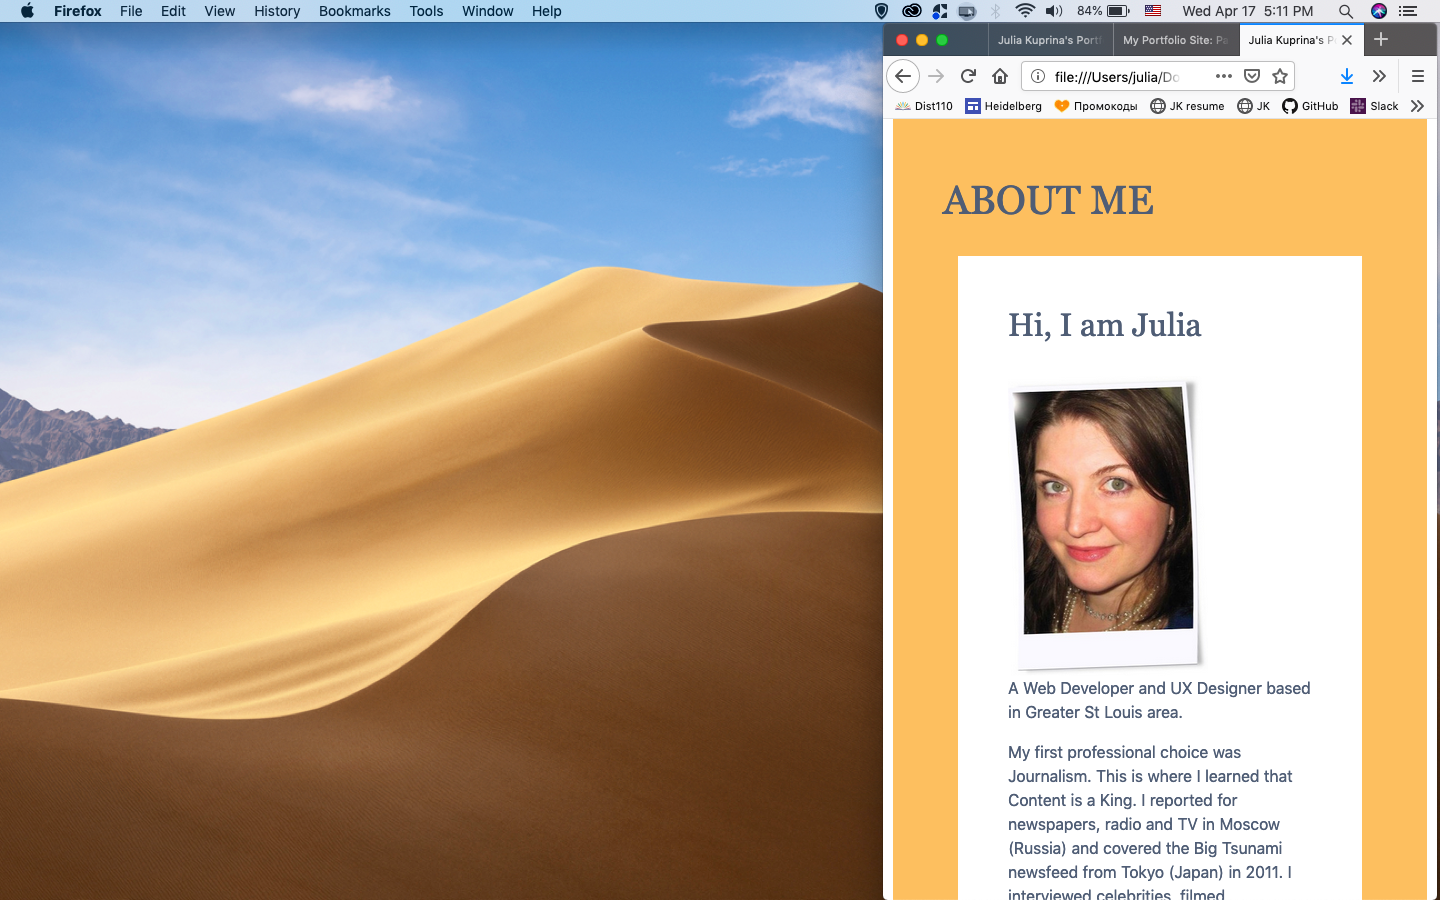 Firefox File Edit View History Bookmarks Tools Window Help 84% Wed Apr 17 5:11 PM
Julia Kuprina's Portf My Portfolio Site: Pa Julia Kuprina's P
file:///Users/julia/Do
Dist110 Heidelberg Промокоды JK resume JK GitHub Slack
ABOUT ME
Hi, I am Julia
A Web Developer and UX Designer based
in Greater St Louis area.
My first professional choice was
Journalism. This is where I learned that
Content is a King. I reported for
newspapers, radio and TV in Moscow
(Russia) and covered the Big Tsunami
newsfeed from Tokyo (Japan) in 2011. I
interviewed celebrities, filmed